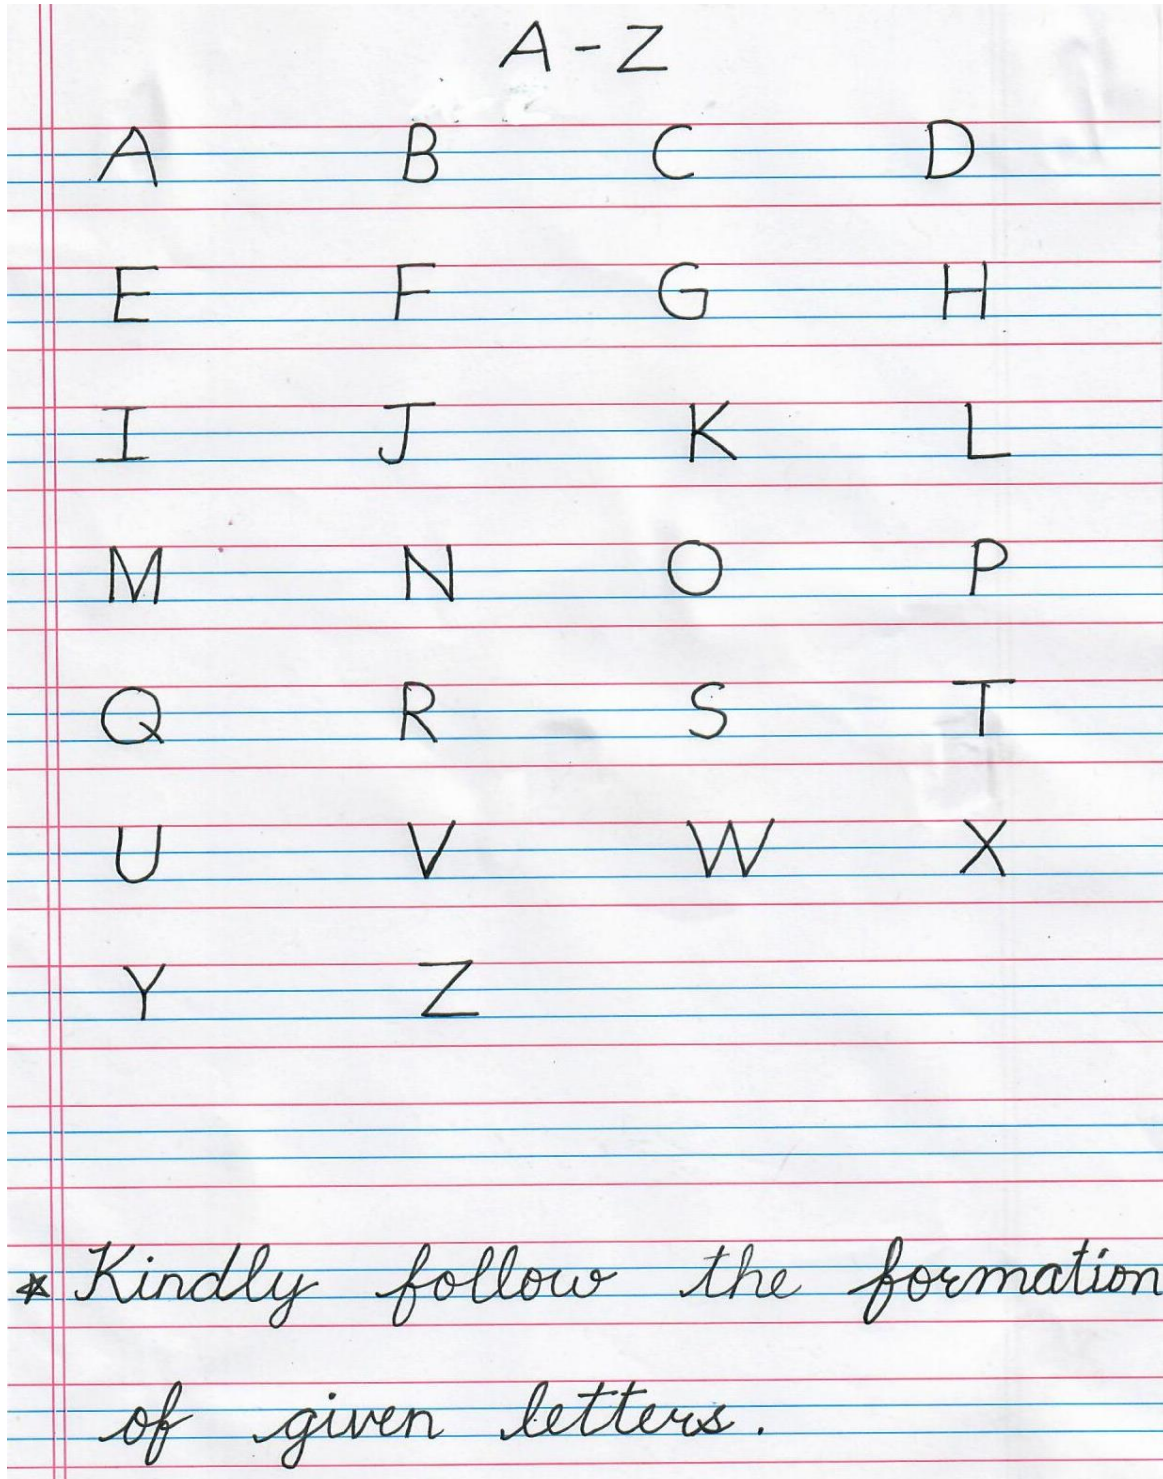 A-Z
A B C D
E F G H
I J K L
M N O P
Q R S T
U V W X
Y Z
* Kindly follow the formation
of given letters.